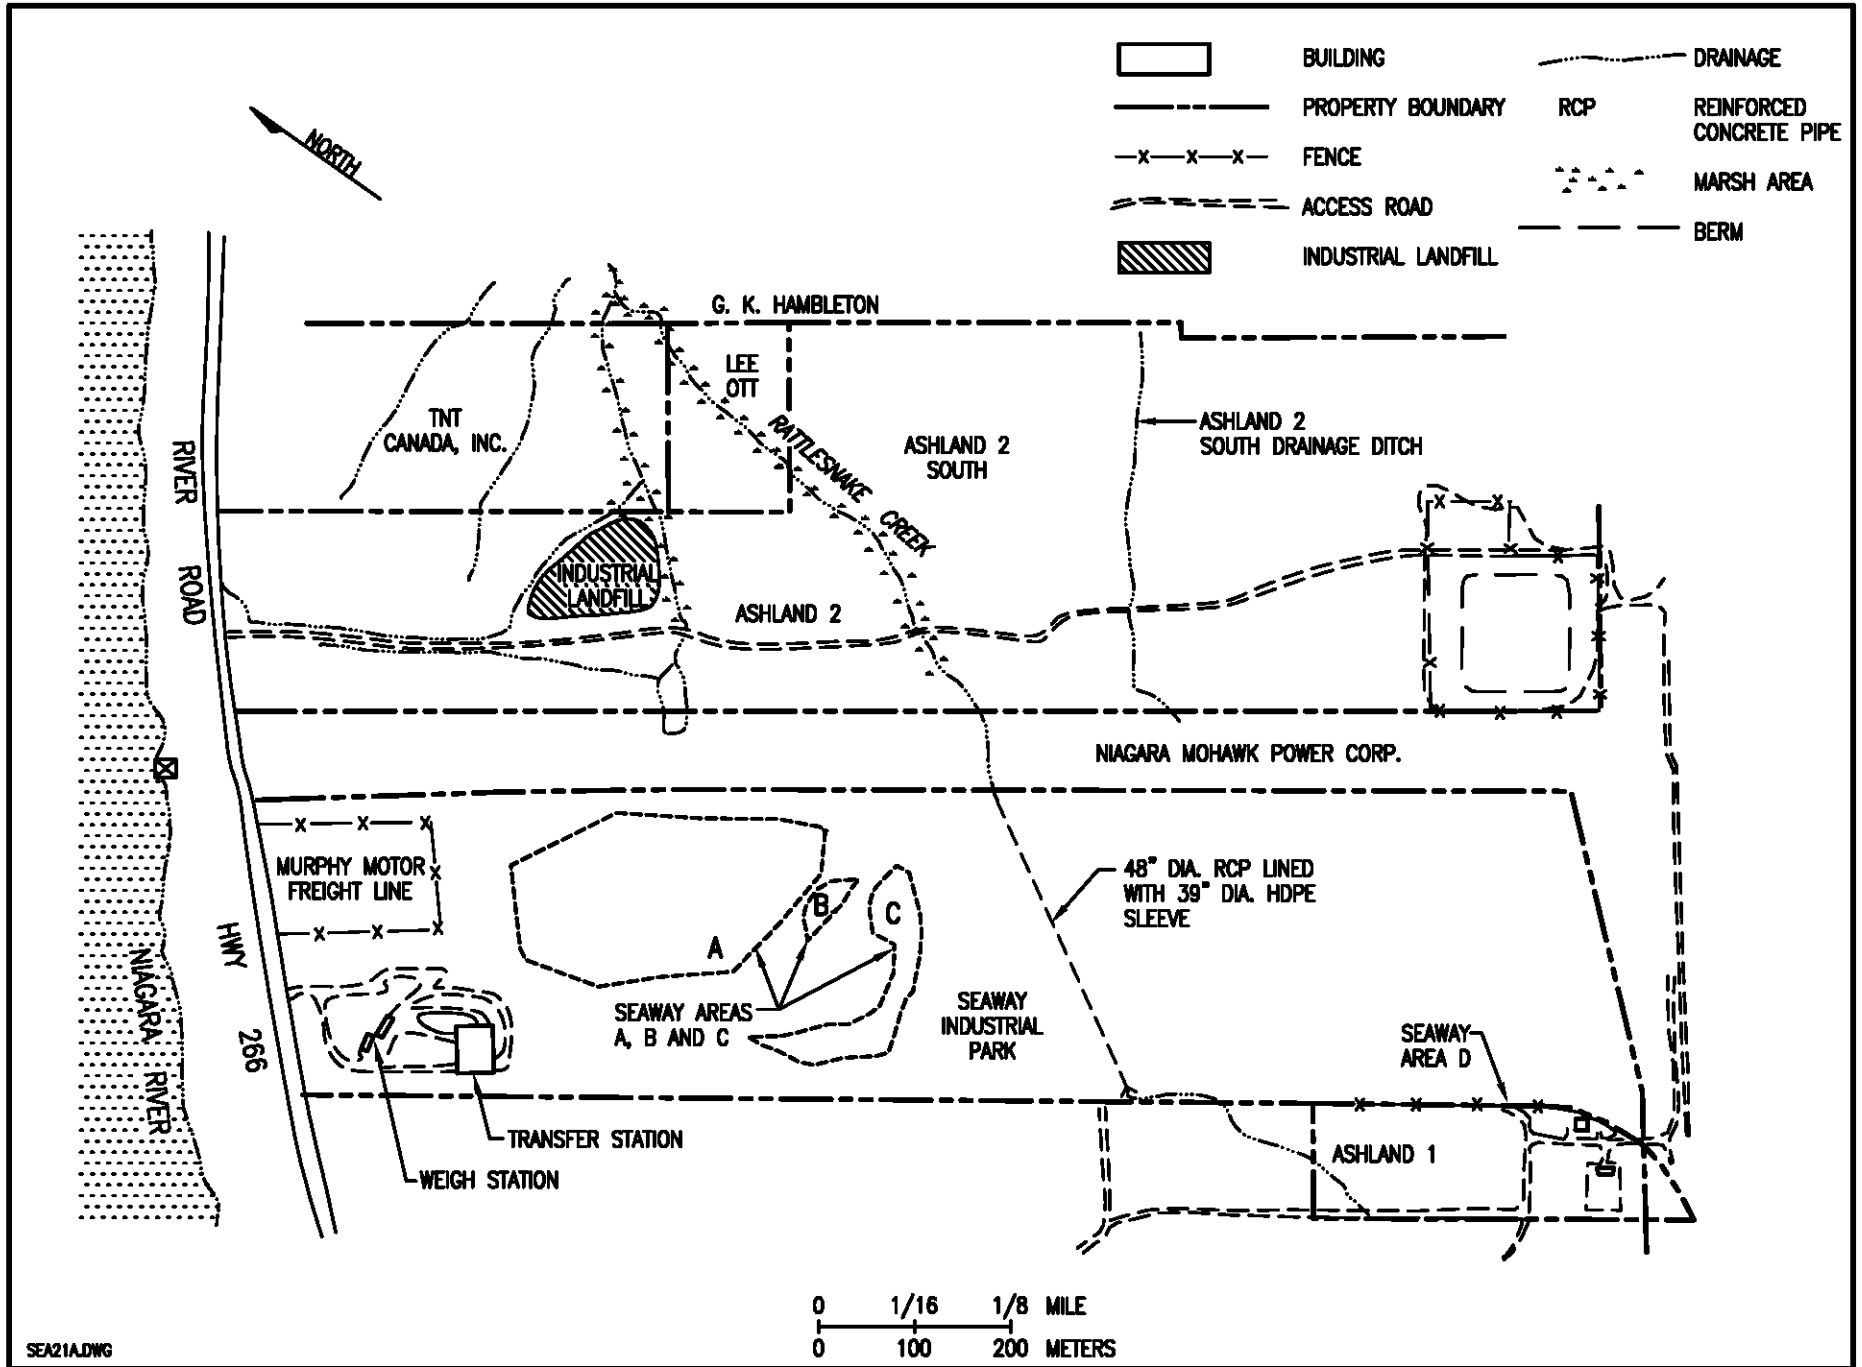 BUILDING
PROPERTY BOUNDARY
FENCE
ACCESS ROAD
INDUSTRIAL LANDFILL
DRAINAGE
RCP
REINFORCED
CONCRETE PIPE
MARSH AREA
BERM
NORTH
G. K. HAMBLETON
LEE
OTT
TNT
CANADA, INC.
RATTLESNAKE
CREEK
ASHLAND 2
SOUTH
ASHLAND 2
SOUTH DRAINAGE DITCH
RIVER
ROAD
INDUSTRIAL
LANDFILL
ASHLAND 2
NIAGARA MOHAWK POWER CORP.
MURPHY MOTOR
FREIGHT LINE
A
B
C
48" DIA. RCP LINED
WITH 39" DIA. HDPE
SLEEVE
HWY
266
NIAGARA
RIVER
SEAWAY AREAS
A, B AND C
SEAWAY
INDUSTRIAL
PARK
SEAWAY
AREA D
TRANSFER STATION
WEIGH STATION
ASHLAND 1
0 1/16 1/8 MILE
0 100 200 METERS
SEA21A.DWG